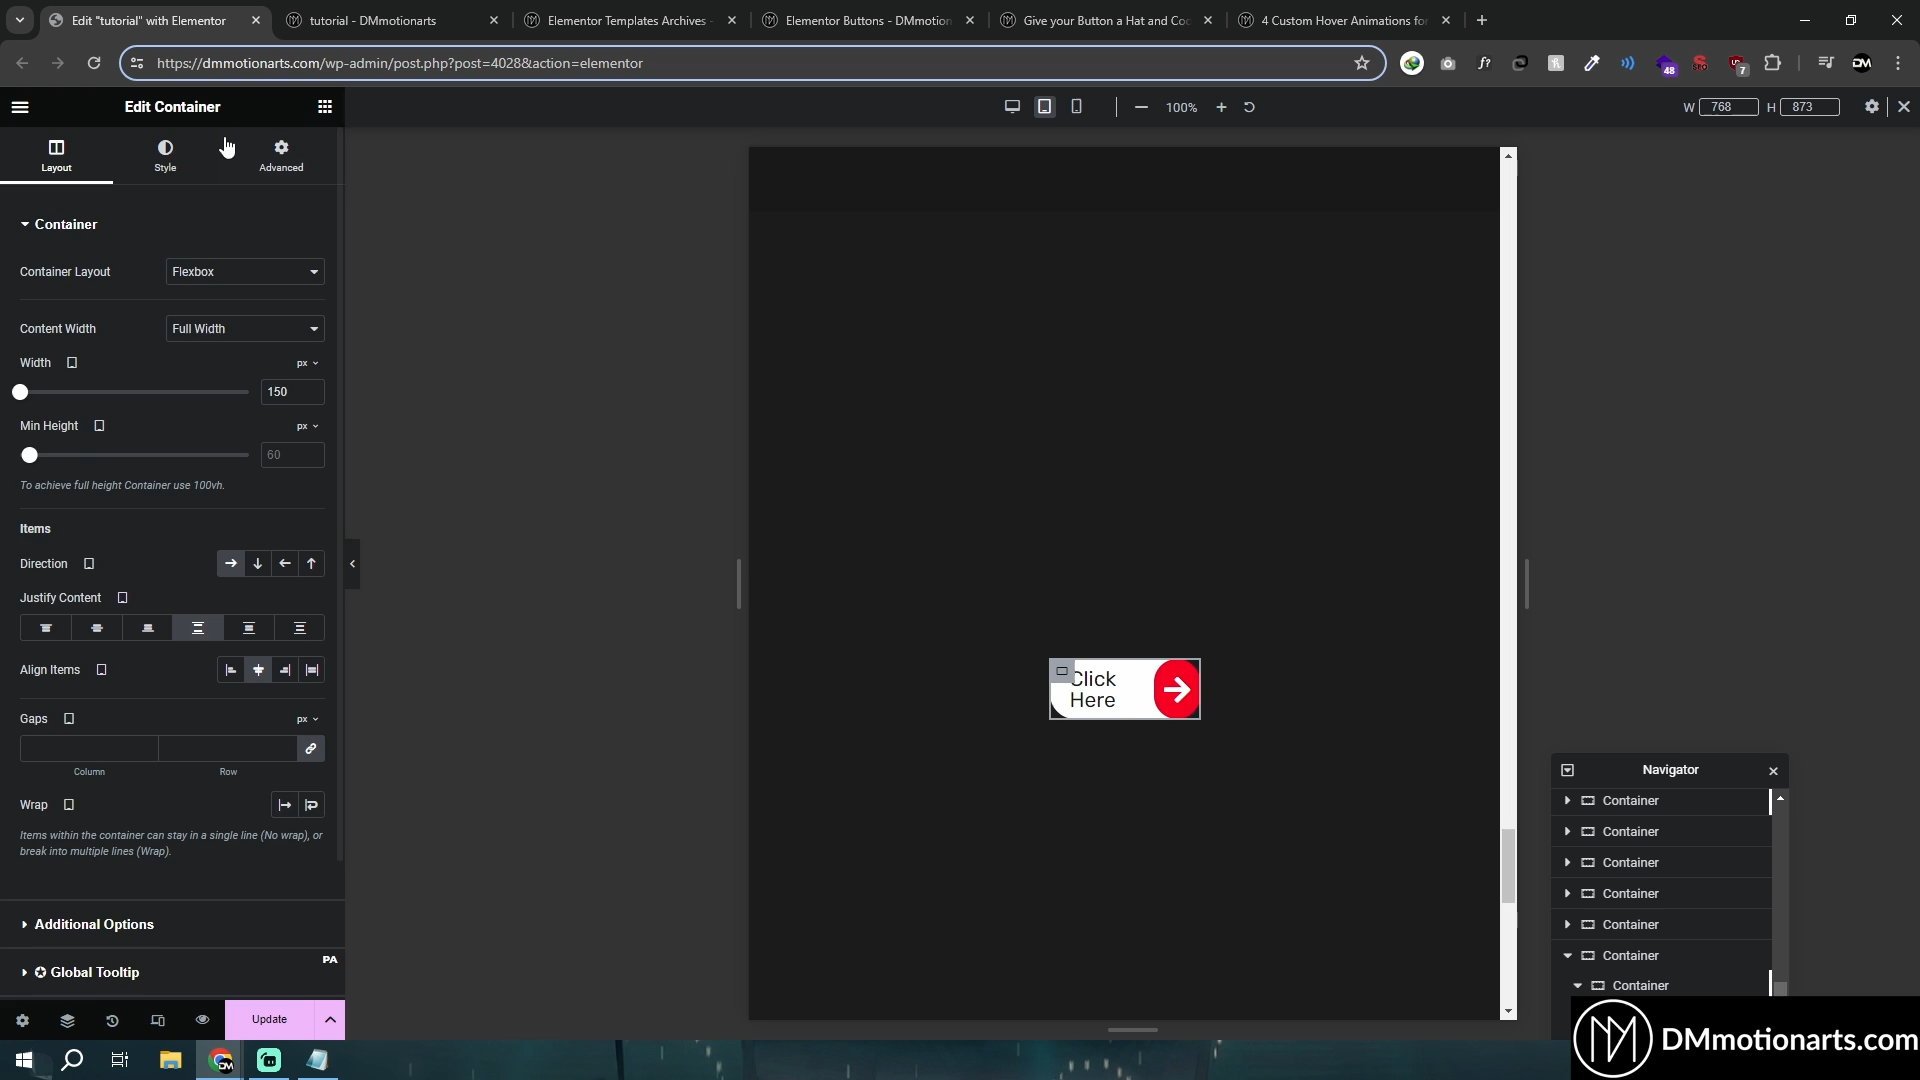 Edit "tutorial" with Elementor
tutorial - DMmotionarts
Elementor Templates Archives -
Elementor Buttons - DMmotion
Give your Button a Hat and Coo
4 Custom Hover Animations for
https://dmmotionarts.com/wp-admin/post.php?post=4028&action=elementor
f?
48
7
DM
Edit Container
100%
W 768 H 873
Layout
Style
Advanced
Container
Container Layout
Flexbox
Content Width
Full Width
Width
px
150
Min Height
px
60
To achieve full height Container use 100vh.
Items
Direction
Justify Content
Align Items
Gaps
px
Column
Row
Wrap
Items within the container can stay in a single line (No wrap), or
break into multiple lines (Wrap).
Additional Options
PA
Global Tooltip
Update
Click
Here
Navigator
Container
Container
Container
Container
Container
Container
Container
DMmotionarts.com